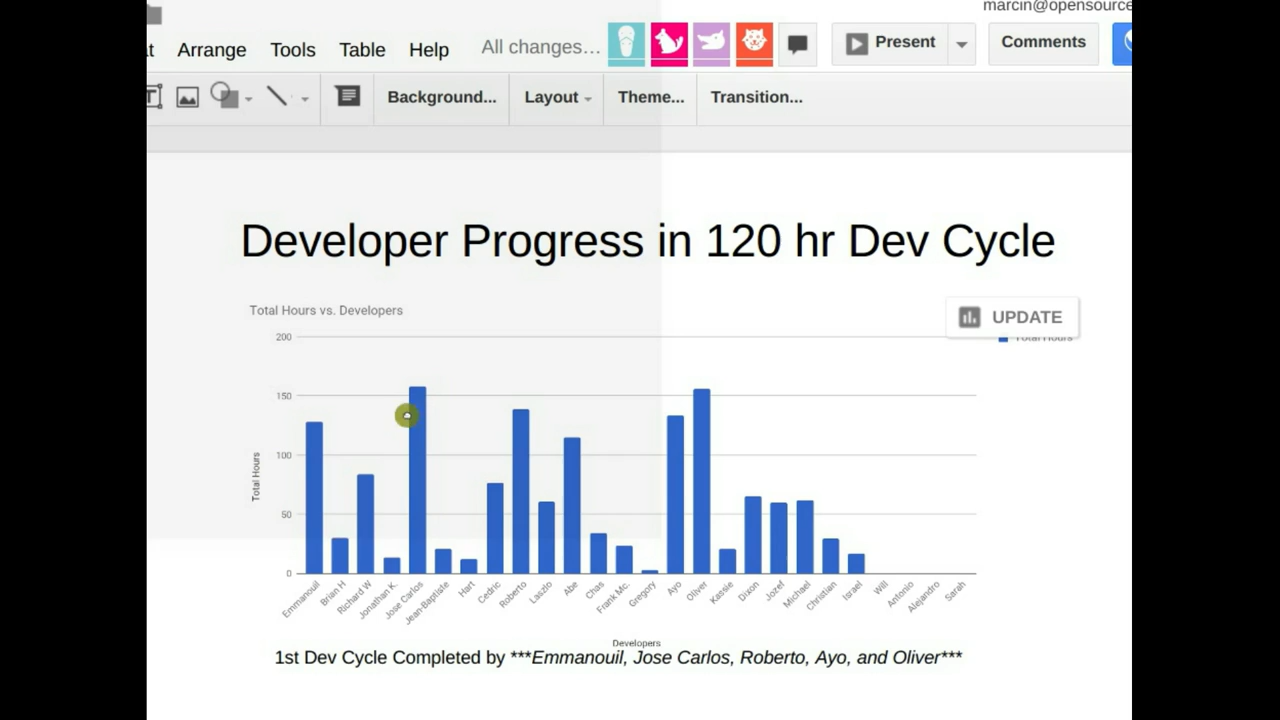 marcin@opensource
at Arrange Tools Table Help All changes... Present Comments
T Background... Layout Theme... Transition...
Developer Progress in 120 hr Dev Cycle
Total Hours vs. Developers
UPDATE
Total Hours
200
150
100
50
0
Total Hours
Emmanouil Brian H Richard W Jonathan K. Jose Carlos Jean-Baptiste Hart Cedric Roberto Laszlo Abe Chas Frank Mc. Gregory Ayo Oliver Kassie Dixon Jozef Michael Christian Israel Will Antonio Alejandro Sarah
Developers
1st Dev Cycle Completed by ***Emmanouil, Jose Carlos, Roberto, Ayo, and Oliver***